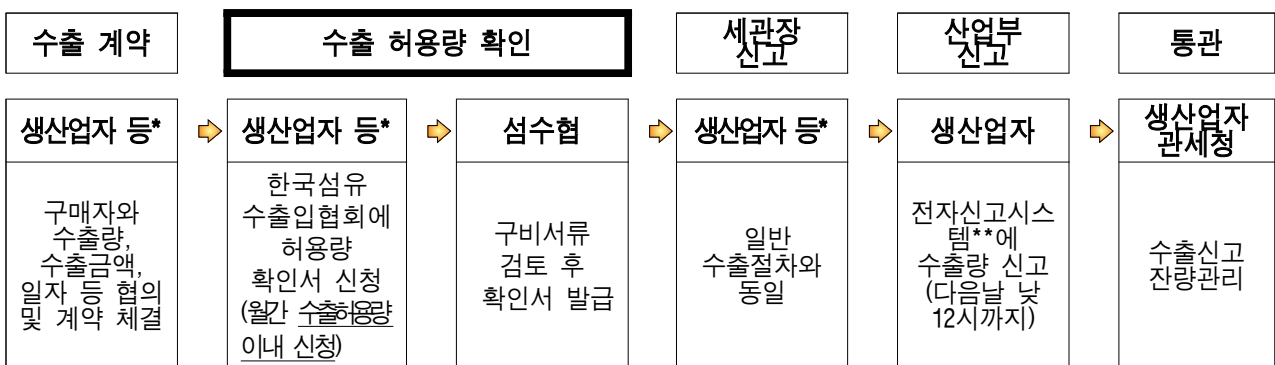 수출 계약
수출 허용량 확인
세관장
신고
산업부
신고
통관
생산업자 등*
생산업자 등*
섬수협
생산업자 등*
생산업자
생산업자
관세청
구매자와
수출량,
수출금액,
일자 등 협의
및 계약 체결
한국섬유
수출입협회에
허용량
확인서 신청
(월간 수출허용량
이내 신청)
구비서류
검토 후
확인서 발급
일반
수출절차와
동일
전자신고시스
템**에
수출량 신고
(다음날 낮
12시까지)
수출신고
잔량관리